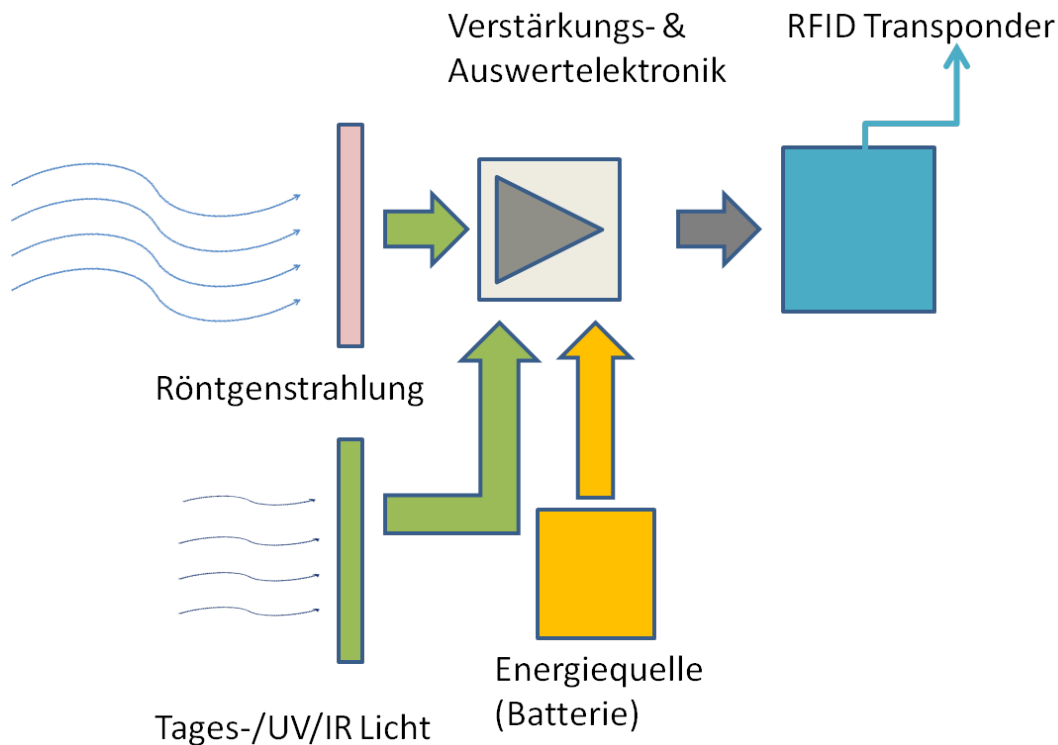 Verstärkungs- &
Auswertelektronik
RFID Transponder
Röntgenstrahlung
Energiequelle
(Batterie)
Tages-/UV/IR Licht